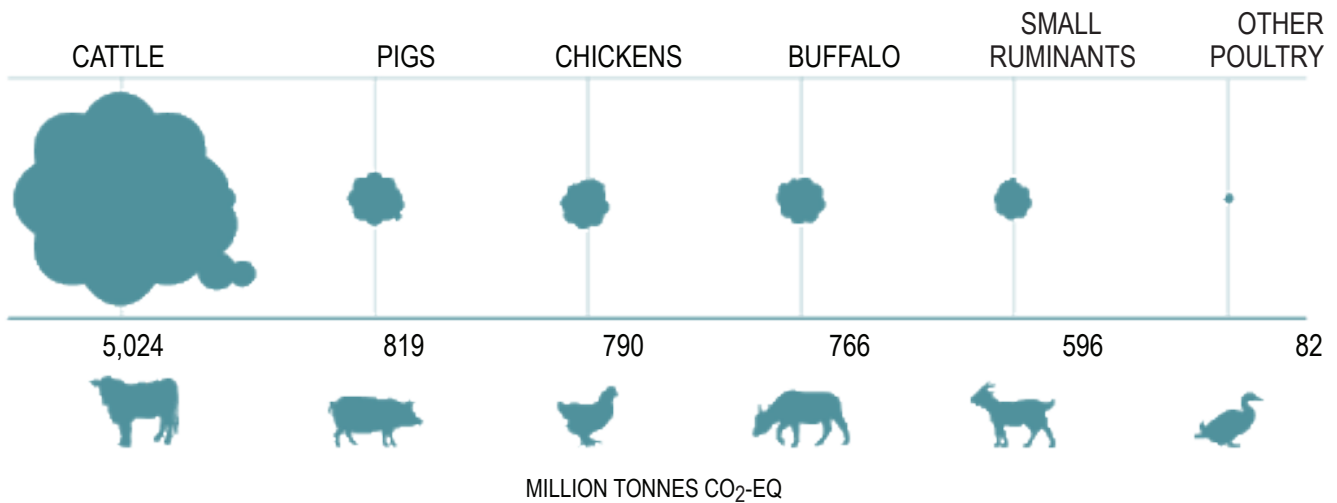 CATTLE
PIGS
CHICKENS
BUFFALO
SMALL
RUMINANTS
OTHER
POULTRY
5,024
819
790
766
596
82
MILLION TONNES CO₂-EQ